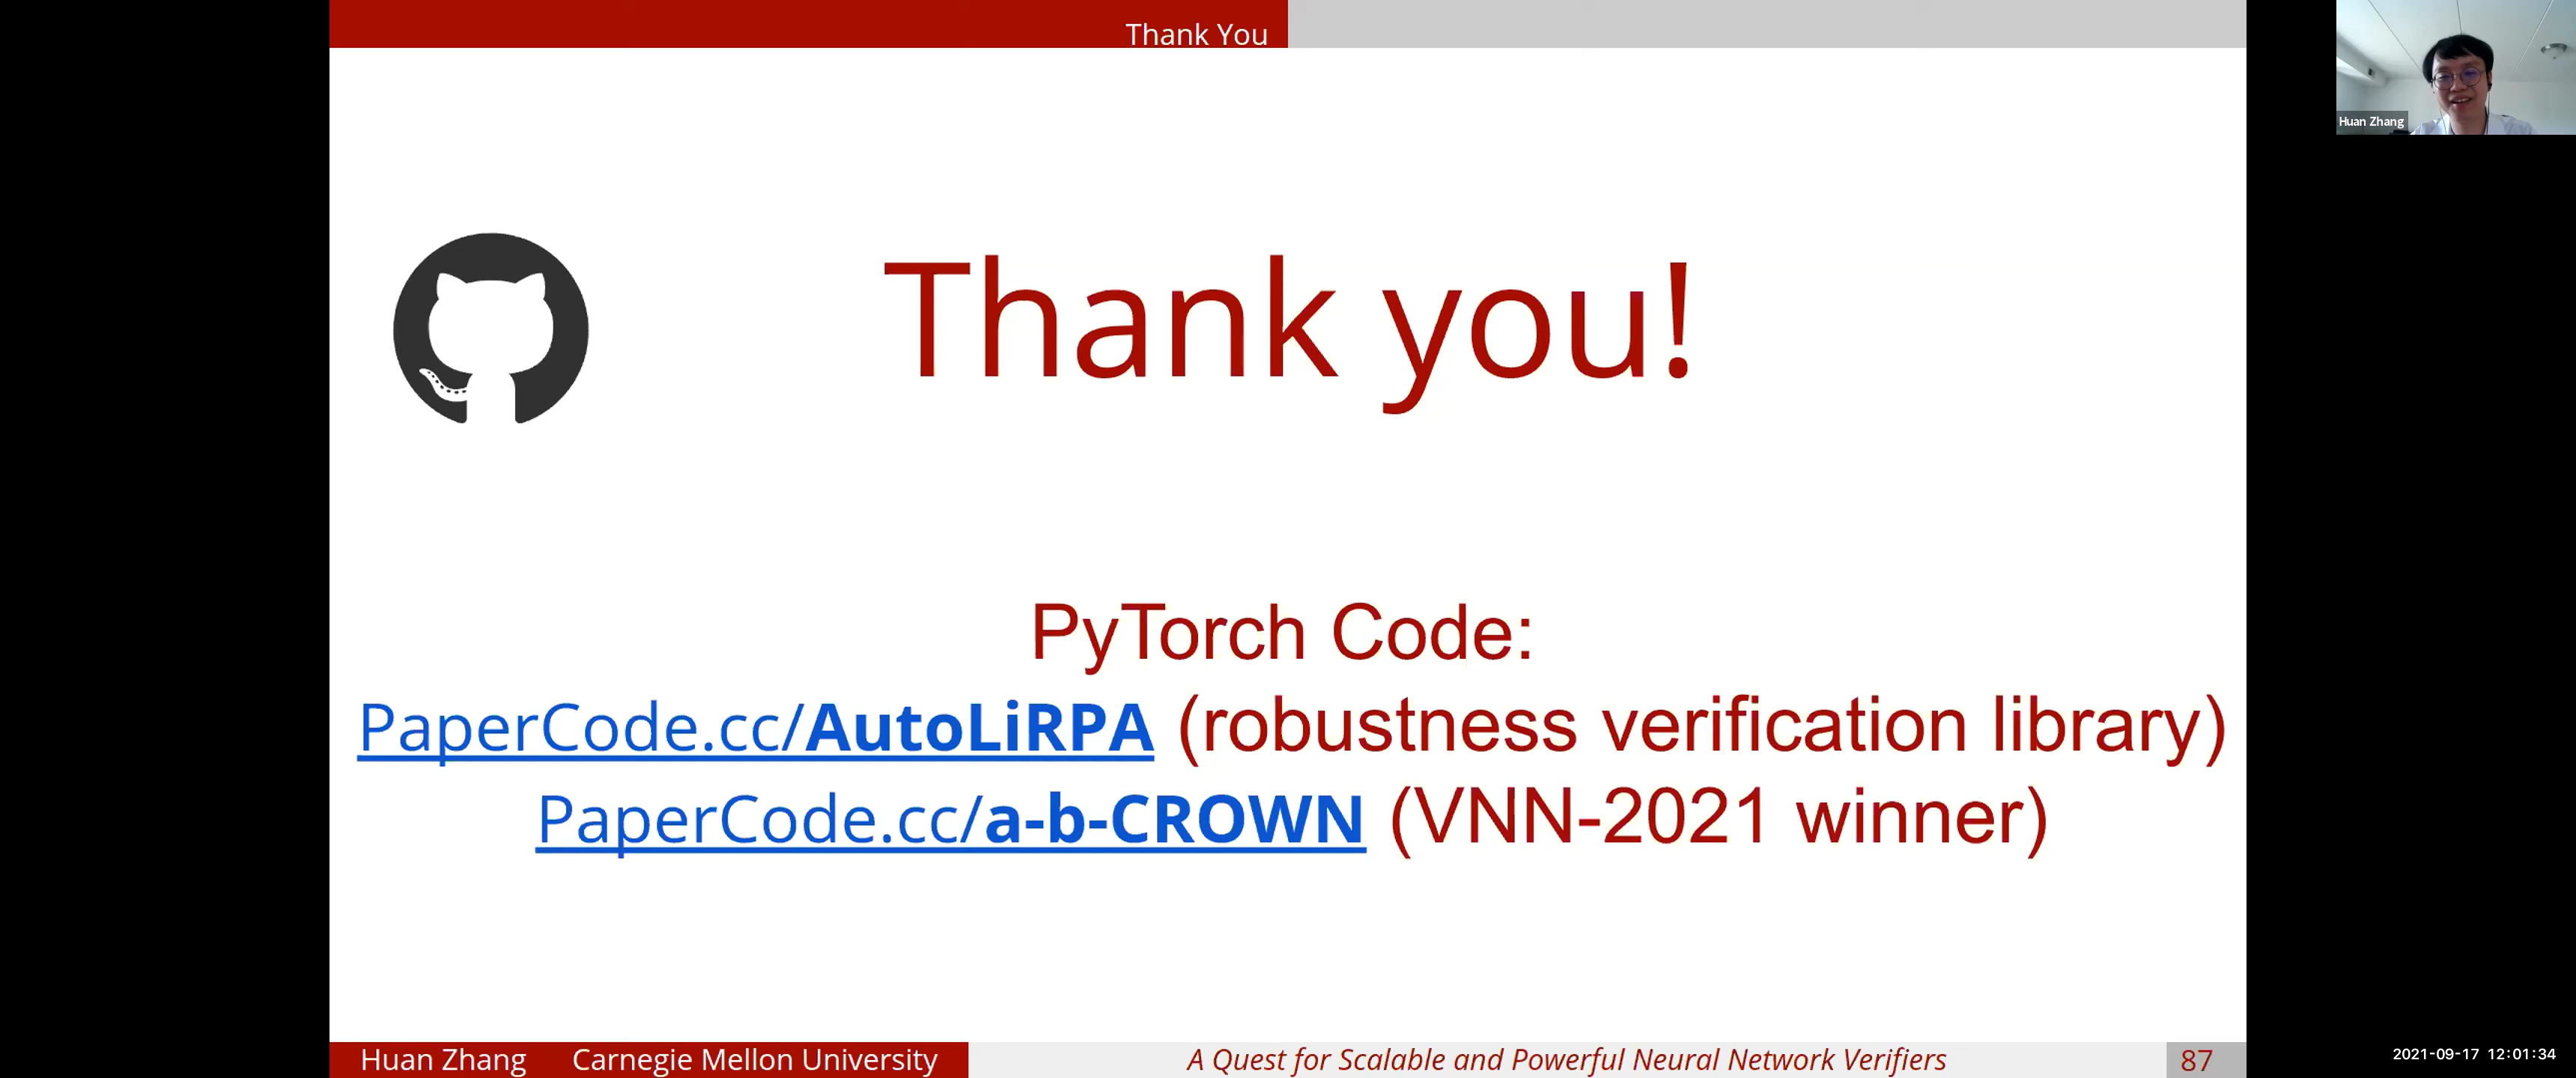 Thank You
Huan Zhang
Thank you!
PyTorch Code:
PaperCode.cc/AutoLiRPA (robustness verification library)
PaperCode.cc/a-b-CROWN (VNN-2021 winner)
Huan Zhang Carnegie Mellon University A Quest for Scalable and Powerful Neural Network Verifiers 87
2021-09-17 12:01:34